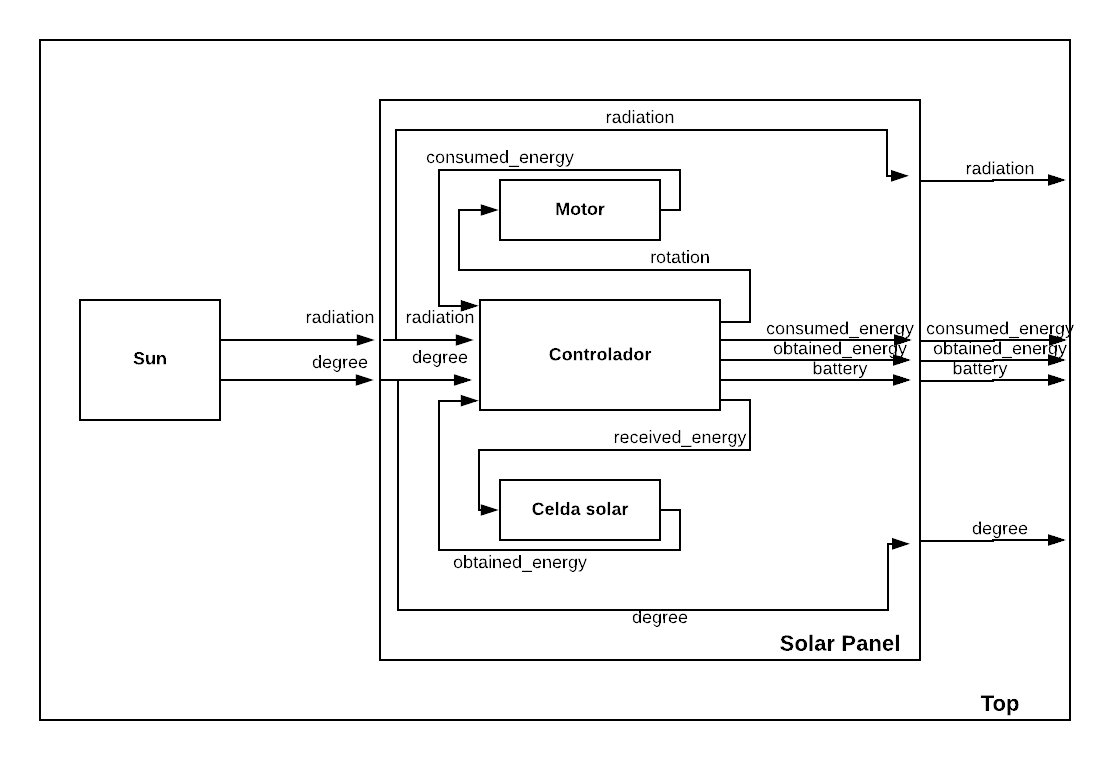 radiation
consumed_energy
radiation
Motor
rotation
radiation
radiation
consumed_energy
consumed_energy
Sun
Controlador
obtained_energy
obtained_energy
degree
degree
battery
battery
received_energy
Celda solar
degree
obtained_energy
degree
Solar Panel
Top